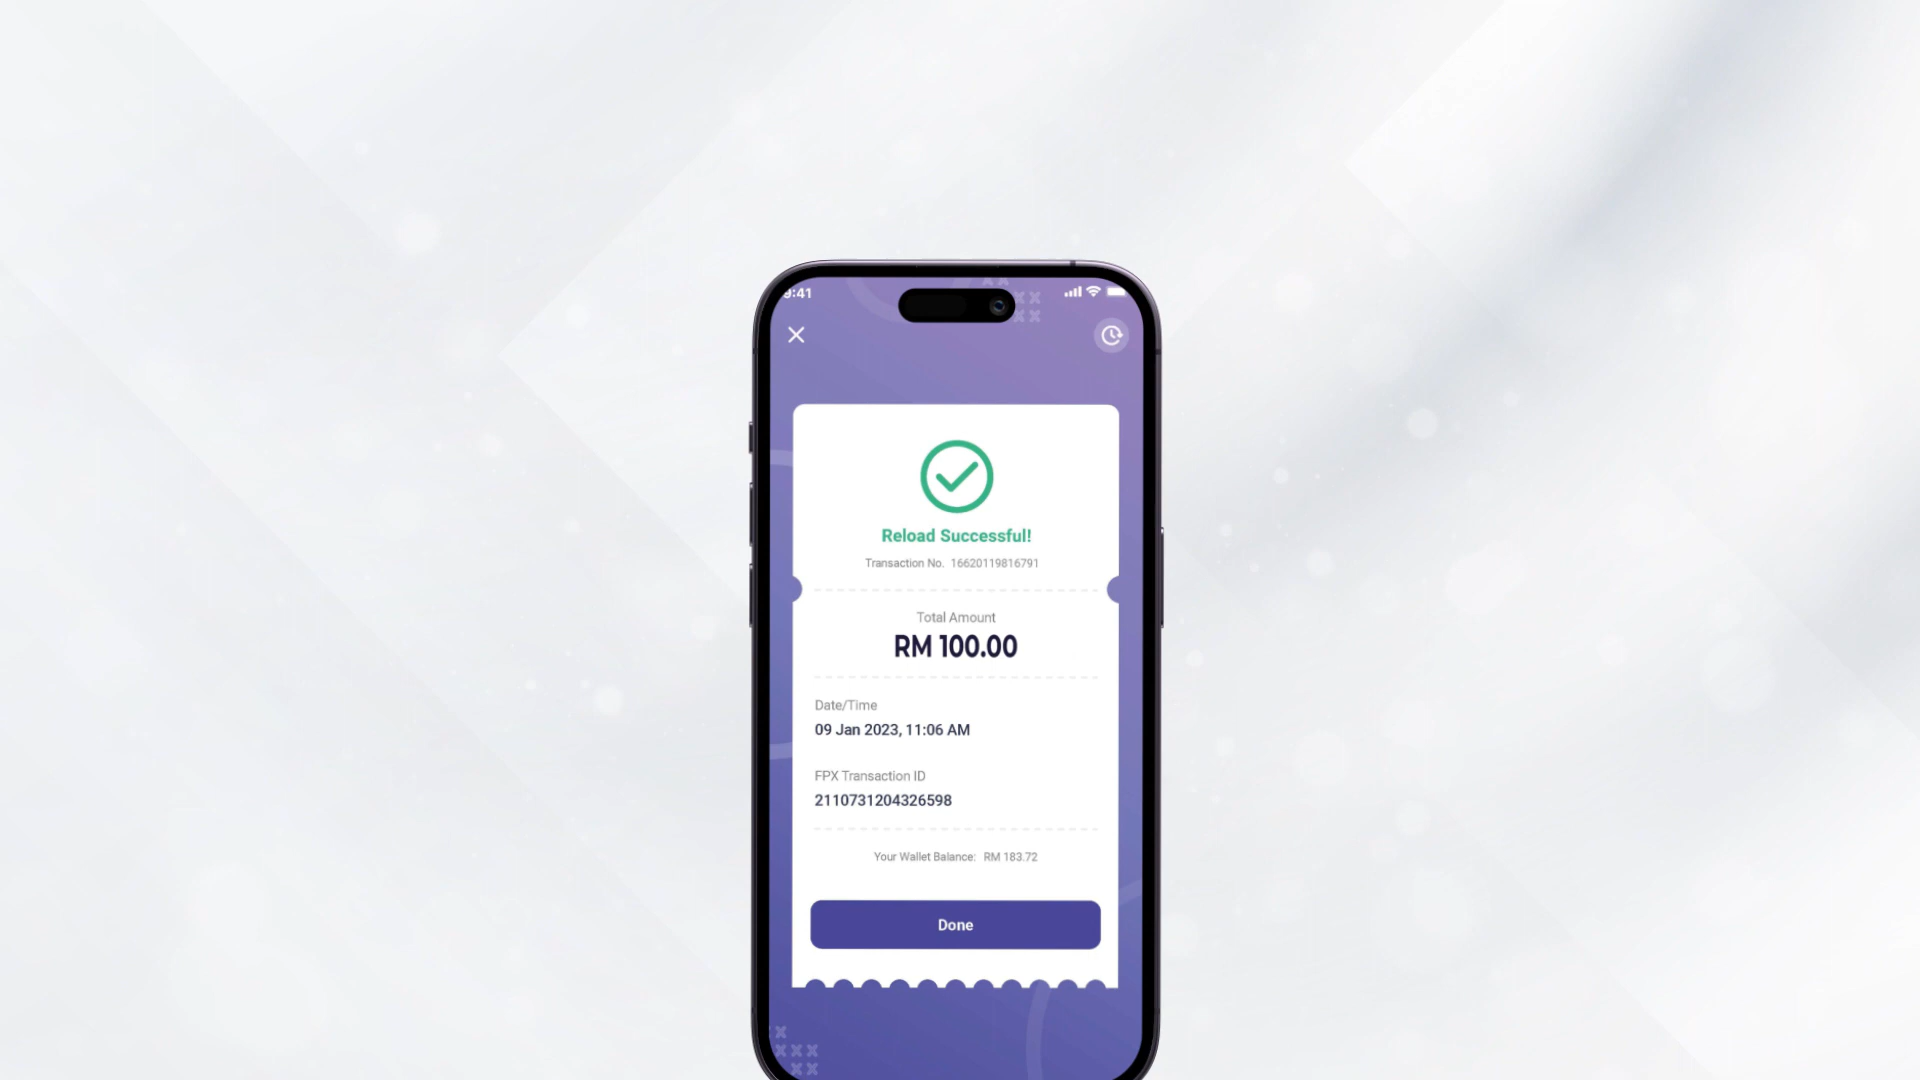 9:41
Reload Successful!
Transaction No. 16620119816791
Total Amount
RM 100.00
Date/Time
09 Jan 2023, 11:06 AM
FPX Transaction ID
2110731204326598
Your Wallet Balance: RM 183.72
Done